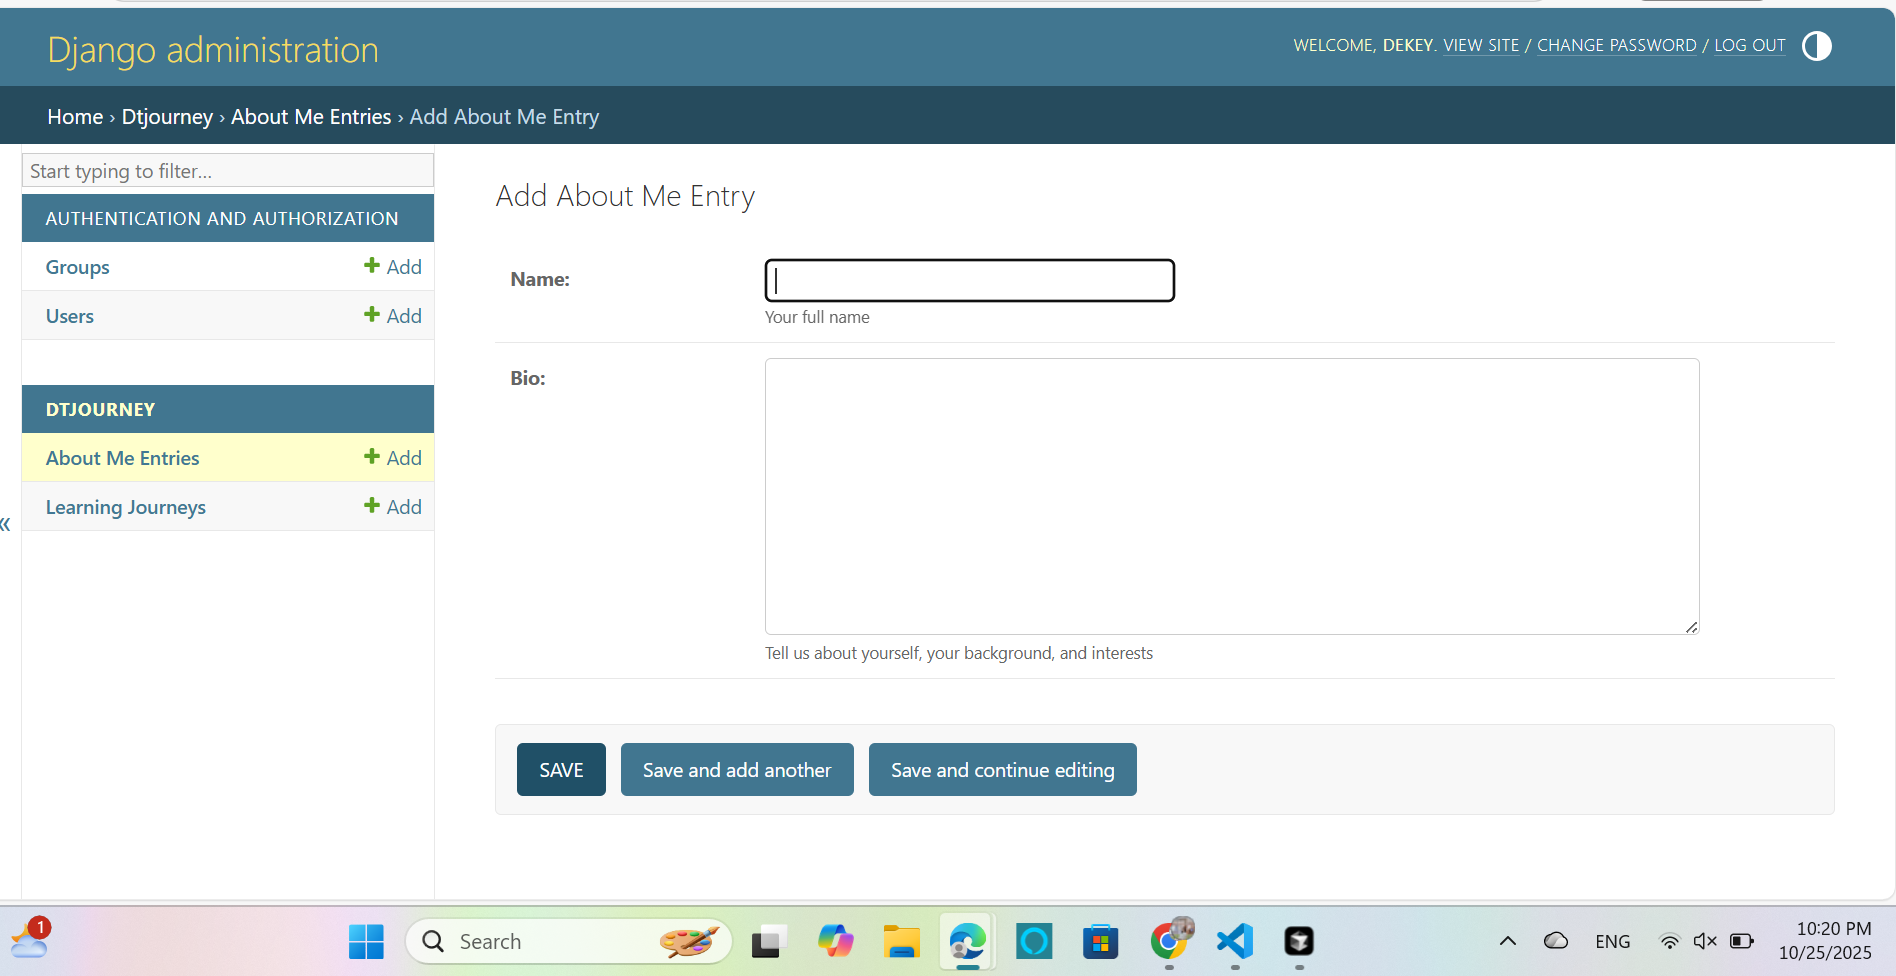 Django administration
WELCOME, DEKEY. VIEW SITE / CHANGE PASSWORD / LOG OUT
Home › Dtjourney › About Me Entries › Add About Me Entry
Start typing to filter...
AUTHENTICATION AND AUTHORIZATION
Groups + Add
Users + Add
DTJOURNEY
About Me Entries + Add
Learning Journeys + Add
«
Add About Me Entry
Name:
Your full name
Bio:
Tell us about yourself, your background, and interests
SAVE
Save and add another
Save and continue editing
1
Search
ENG
10:20 PM
10/25/2025